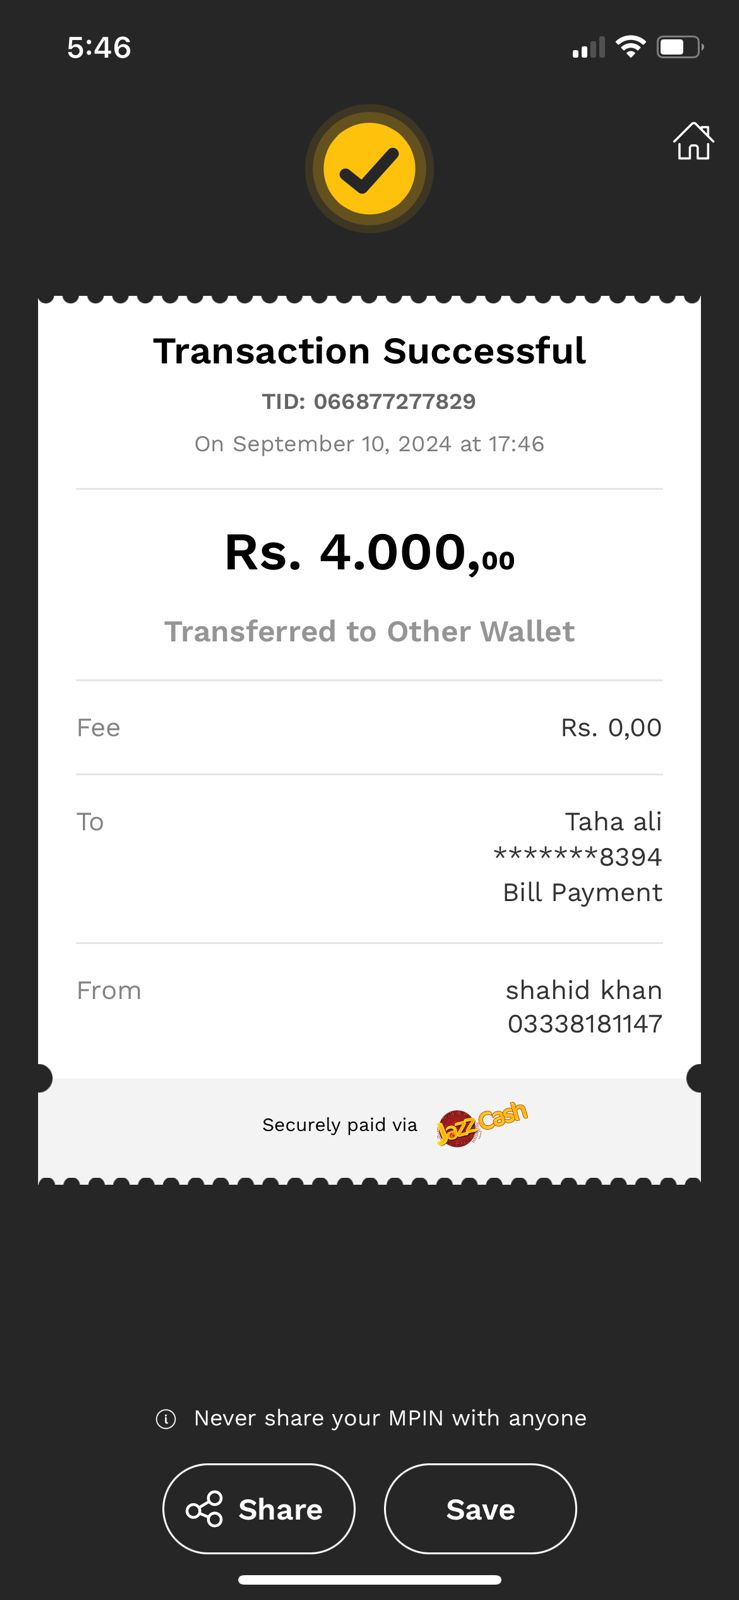 5:46
Transaction Successful
TID: 066877277829
On September 10, 2024 at 17:46
Rs. 4.000,00
Transferred to Other Wallet
Fee
Rs. 0,00
To
Taha ali
*******8394
Bill Payment
From
shahid khan
03338181147
Securely paid via JazzCash
Never share your MPIN with anyone
Share
Save